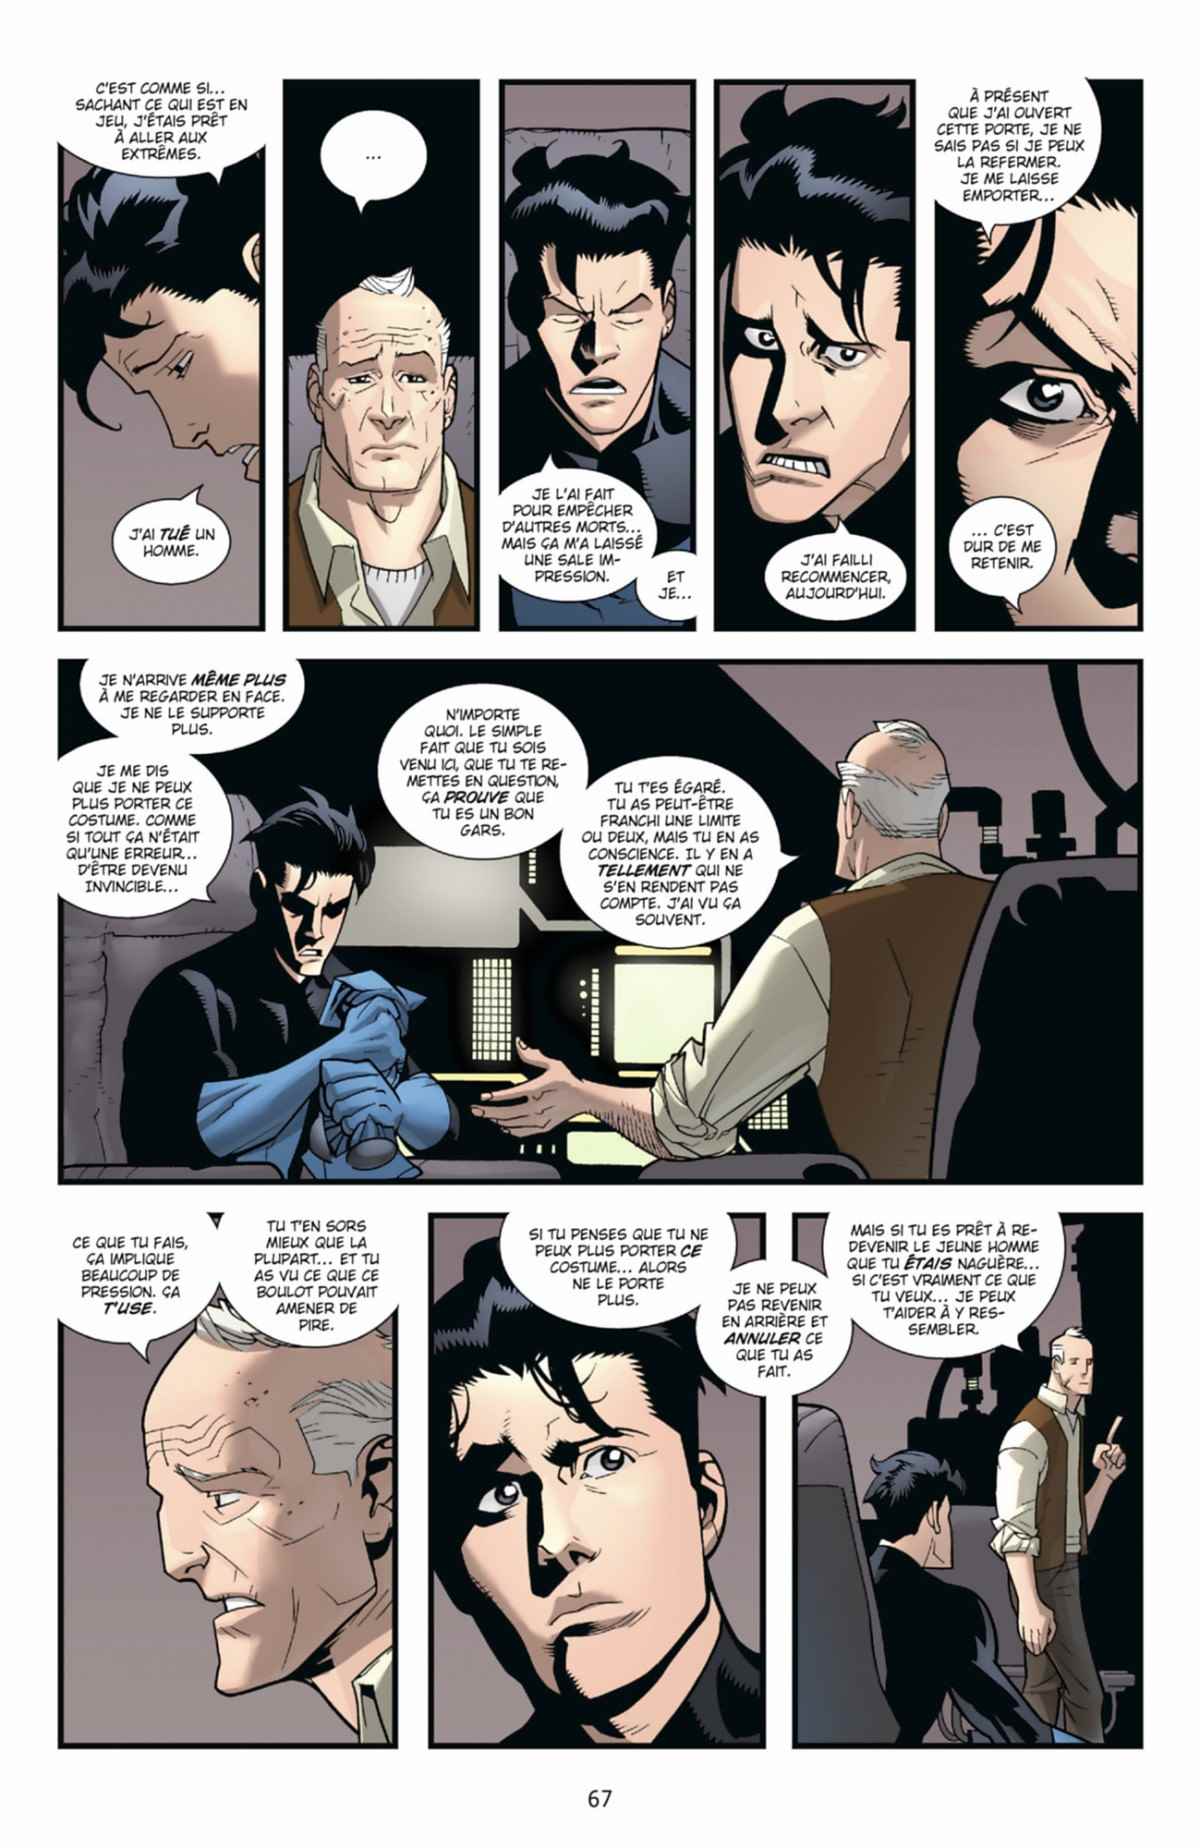 C'EST COMME SI...
SACHANT CE QUI EST EN
JEU, J'ÉTAIS PRÊT
À ALLER AUX
EXTRÊMES.
J'AI TUÉ UN
HOMME.
...
JE L'AI FAIT
POUR EMPÊCHER
D'AUTRES MORTS...
MAIS ÇA M'A LAISSÉ
UNE SALE IM-
PRESSION.
ET
JE...
J'AI FAILLI
RECOMMENCER,
AUJOURD'HUI.
À PRÉSENT
QUE J'AI OUVERT
CETTE PORTE, JE NE
SAIS PAS SI JE PEUX
LA REFERMER.
JE ME LAISSE
EMPORTER...
... C'EST
DUR DE ME
RETENIR.
JE N'ARRIVE MÊME PLUS
À ME REGARDER EN FACE.
JE NE LE SUPPORTE
PLUS.
JE ME DIS
QUE JE NE PEUX
PLUS PORTER CE
COSTUME. COMME
SI TOUT ÇA N'ÉTAIT
QU'UNE ERREUR...
D'ÊTRE DEVENU
INVINCIBLE...
N'IMPORTE
QUOI. LE SIMPLE
FAIT QUE TU SOIS
VENU ICI, QUE TU TE RE-
METTES EN QUESTION,
ÇA PROUVE QUE
TU ES UN BON
GARS.
TU T'ES ÉGARÉ.
TU AS PEUT-ÊTRE
FRANCHI UNE LIMITE
OU DEUX, MAIS TU EN AS
CONSCIENCE. IL Y EN A
TELLEMENT QUI NE
S'EN RENDENT PAS
COMPTE. J'AI VU ÇA
SOUVENT.
CE QUE TU FAIS,
ÇA IMPLIQUE
BEAUCOUP DE
PRESSION. ÇA
T'USE.
TU T'EN SORS
MIEUX QUE LA
PLUPART... ET TU
AS VU CE QUE CE
BOULOT POUVAIT
AMENER DE
PIRE.
SI TU PENSES QUE TU NE
PEUX PLUS PORTER CE
COSTUME... ALORS
NE LE PORTE
PLUS.
JE NE PEUX
PAS REVENIR
EN ARRIÈRE ET
ANNULER CE
QUE TU AS
FAIT.
MAIS SI TU ES PRÊT À RE-
DEVENIR LE JEUNE HOMME
QUE TU ÉTAIS NAGUÈRE...
SI C'EST VRAIMENT CE QUE
TU VEUX... JE PEUX
T'AIDER À Y RES-
SEMBLER.
67